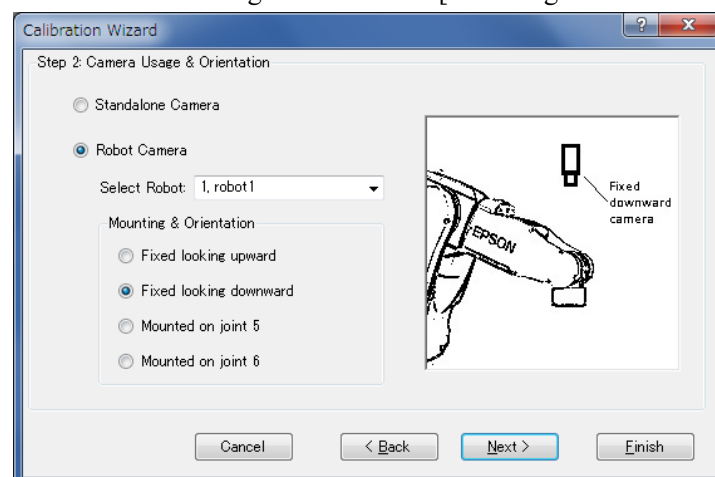 Calibration Wizard
Step 2: Camera Usage & Orientation
Standalone Camera
Robot Camera
Select Robot: 1, robot1
Mounting & Orientation
Fixed looking upward
Fixed looking downward
Mounted on joint 5
Mounted on joint 6
Fixed
downward
camera
EPSON
Cancel
< Back
Next >
Finish